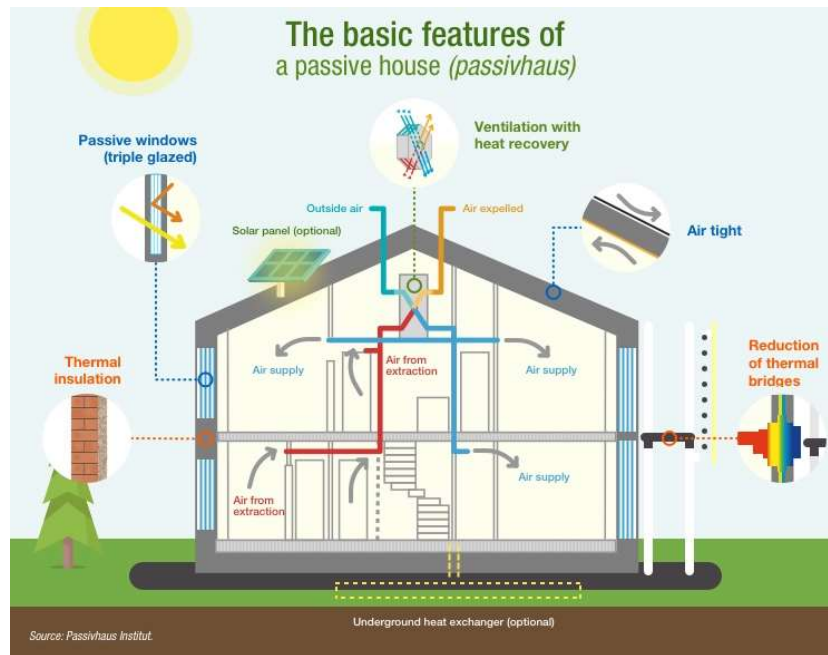 The basic features of
a passive house (passivhaus)
Passive windows
(triple glazed)
Ventilation with
heat recovery
Outside air
Air expelled
Solar panel (optional)
Air tight
Thermal
insulation
Air supply
Air from
extraction
Air supply
Reduction
of thermal
bridges
Air from
extraction
Air supply
Underground heat exchanger (optional)
Source: Passivhaus Institut.